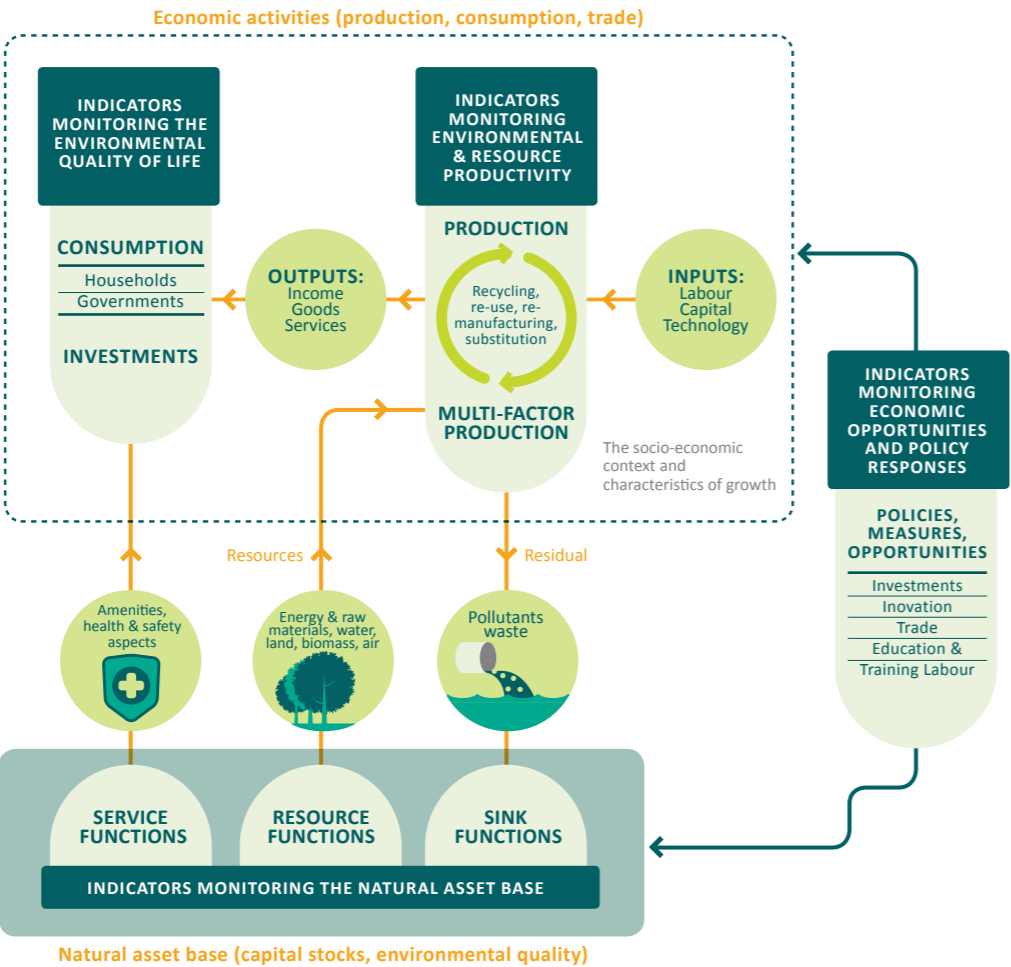 Economic activities (production, consumption, trade)
INDICATORS
MONITORING THE
ENVIRONMENTAL
QUALITY OF LIFE
CONSUMPTION
Households
Governments
INVESTMENTS
OUTPUTS:
Income
Goods
Services
INDICATORS
MONITORING
ENVIRONMENTAL
& RESOURCE
PRODUCTIVITY
PRODUCTION
Recycling,
re-use, re-
manufacturing,
substitution
MULTI-FACTOR
PRODUCTION
INPUTS:
Labour
Capital
Technology
The socio-economic
context and
characteristics of growth
INDICATORS
MONITORING
ECONOMIC
OPPORTUNITIES
AND POLICY
RESPONSES
POLICIES,
MEASURES,
OPPORTUNITIES
Investments
Inovation
Trade
Education &
Training Labour
Resources
Residual
Amenities,
health & safety
aspects
Energy & raw
materials, water,
land, biomass, air
Pollutants
waste
SERVICE
FUNCTIONS
RESOURCE
FUNCTIONS
SINK
FUNCTIONS
INDICATORS MONITORING THE NATURAL ASSET BASE
Natural asset base (capital stocks, environmental quality)